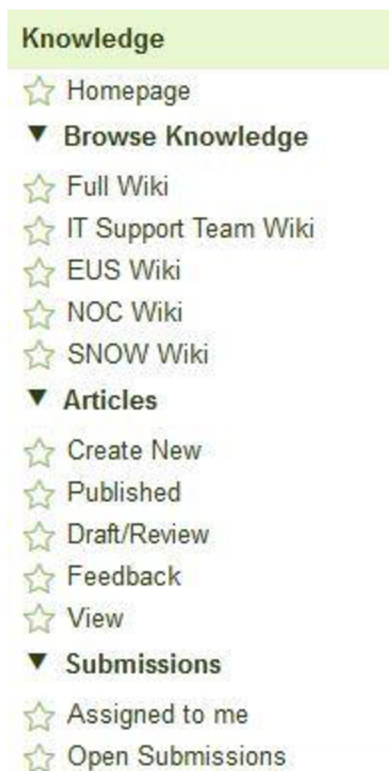 Knowledge
Homepage
Browse Knowledge
Full Wiki
IT Support Team Wiki
EUS Wiki
NOC Wiki
SNOW Wiki
Articles
Create New
Published
Draft/Review
Feedback
View
Submissions
Assigned to me
Open Submissions